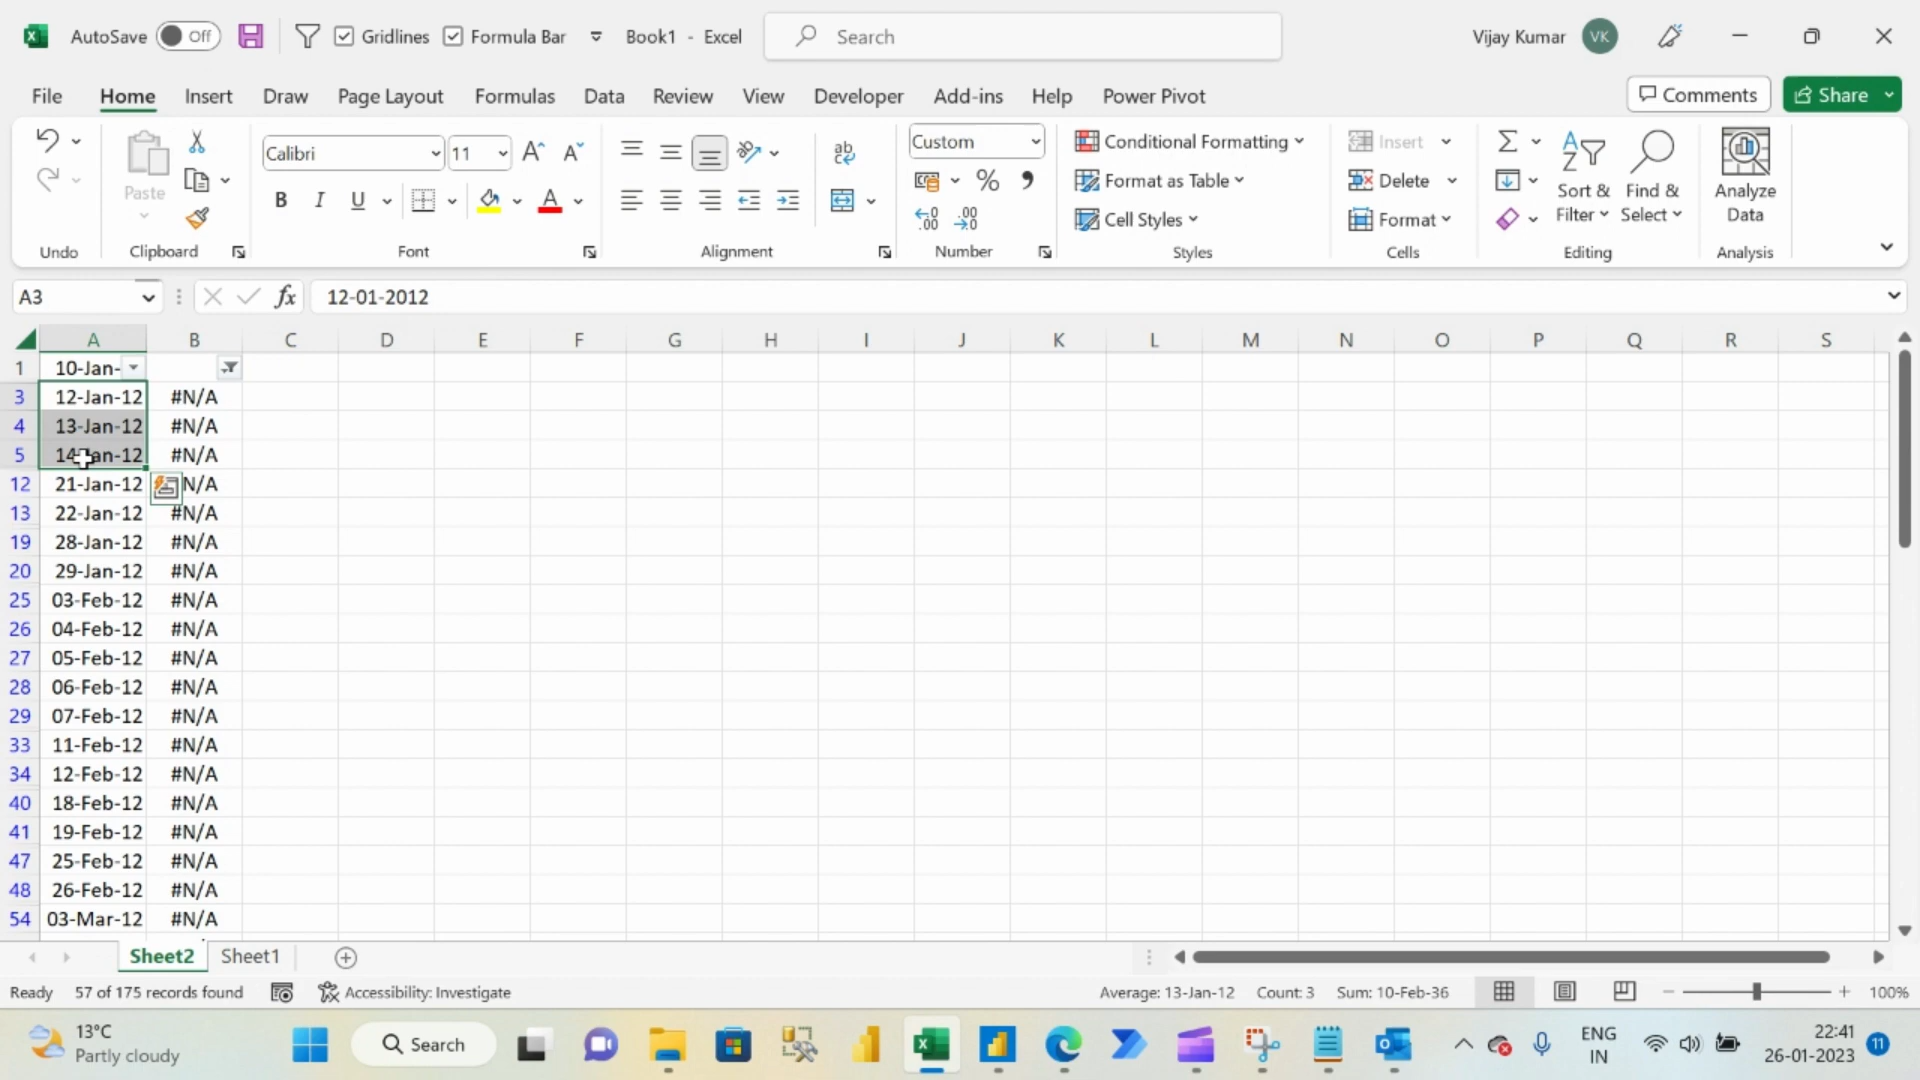 AutoSave Off Gridlines Formula Bar Book1 - Excel Search Vijay Kumar VK
File Home Insert Draw Page Layout Formulas Data Review View Developer Add-ins Help Power Pivot Comments Share
Calibri 11 Custom Conditional Formatting Insert
Paste Format as Table Delete Sort & Find & Analyze
B I U Cell Styles Format Filter Select Data
Undo Clipboard Font Alignment Number Styles Cells Editing Analysis
A3 fx 12-01-2012
A B C D E F G H I J K L M N O P Q R S
1 10-Jan-
3 12-Jan-12 #N/A
4 13-Jan-12 #N/A
5 14-Jan-12 #N/A
12 21-Jan-12 N/A
13 22-Jan-12 #N/A
19 28-Jan-12 #N/A
20 29-Jan-12 #N/A
25 03-Feb-12 #N/A
26 04-Feb-12 #N/A
27 05-Feb-12 #N/A
28 06-Feb-12 #N/A
29 07-Feb-12 #N/A
33 11-Feb-12 #N/A
34 12-Feb-12 #N/A
40 18-Feb-12 #N/A
41 19-Feb-12 #N/A
47 25-Feb-12 #N/A
48 26-Feb-12 #N/A
54 03-Mar-12 #N/A
Sheet2 Sheet1
Ready 57 of 175 records found Accessibility: Investigate Average: 13-Jan-12 Count: 3 Sum: 10-Feb-36 100%
13°C Search ENG 22:41
Partly cloudy IN 26-01-2023 11